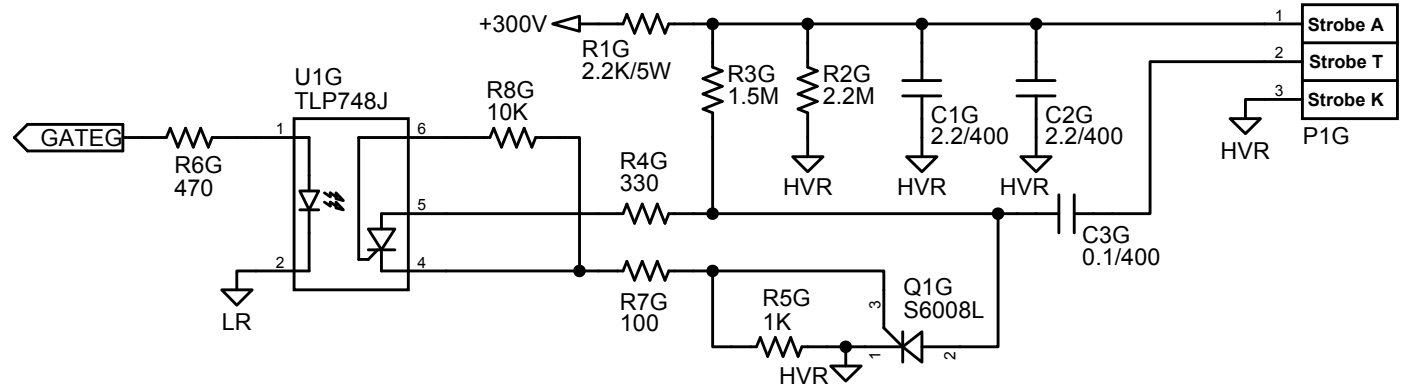 +300V
R1G
2.2K/5W
R3G
1.5M
R2G
2.2M
C1G
2.2/400
C2G
2.2/400
HVR
HVR
HVR
1
Strobe A
2
Strobe T
3
Strobe K
P1G
HVR
U1G
TLP748J
GATEG
R6G
470
1
2
LR
6
5
4
R8G
10K
R4G
330
R7G
100
R5G
1K
HVR
Q1G
S6008L
3
1
2
C3G
0.1/400